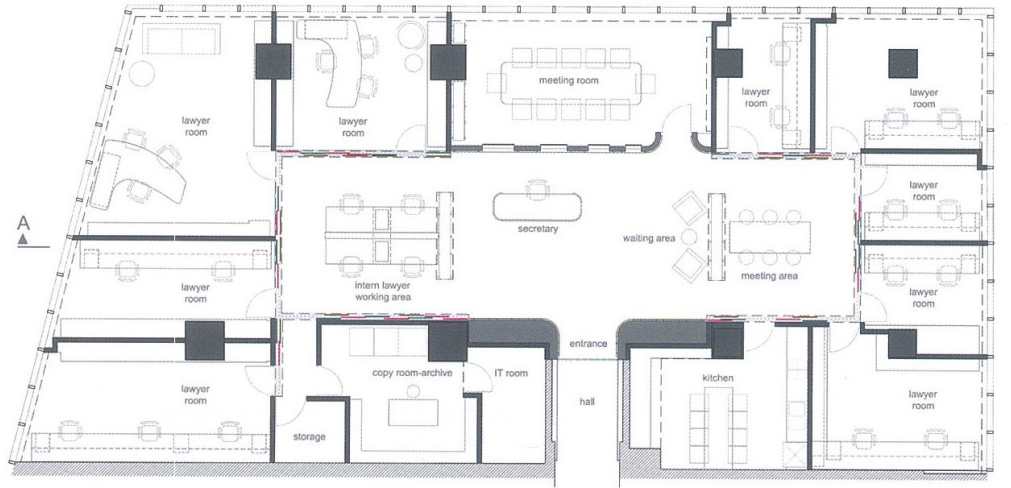 meeting room
lawyer
room
lawyer
room
lawyer
room
lawyer
room
lawyer
room
A
secretary
waiting area
meeting area
intern lawyer
working area
lawyer
room
lawyer
room
entrance
copy room-archive
IT room
kitchen
hall
lawyer
room
lawyer
room
storage